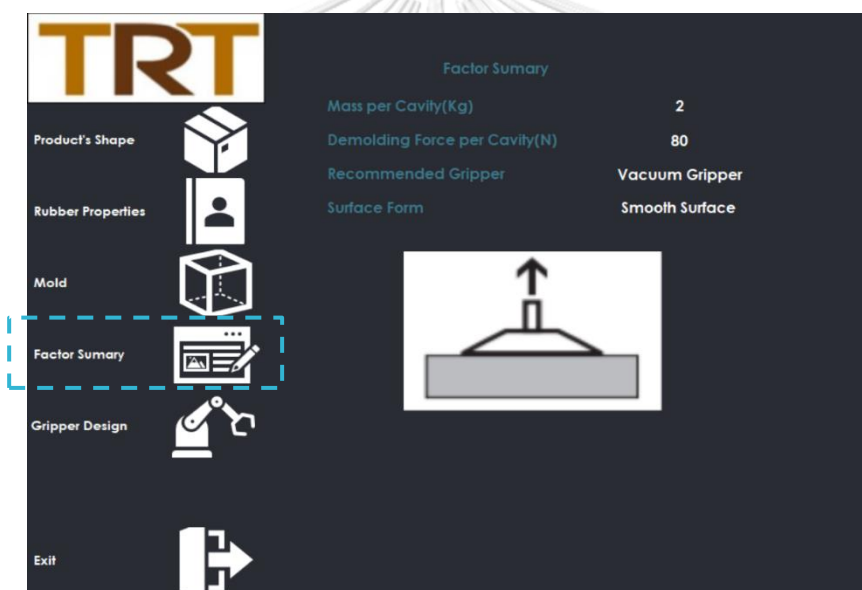 TRT
Factor Sumary
Mass per Cavity(Kg) 2
Demolding Force per Cavity(N) 80
Recommended Gripper Vacuum Gripper
Surface Form Smooth Surface
Product's Shape
Rubber Properties
Mold
Factor Sumary
Gripper Design
Exit